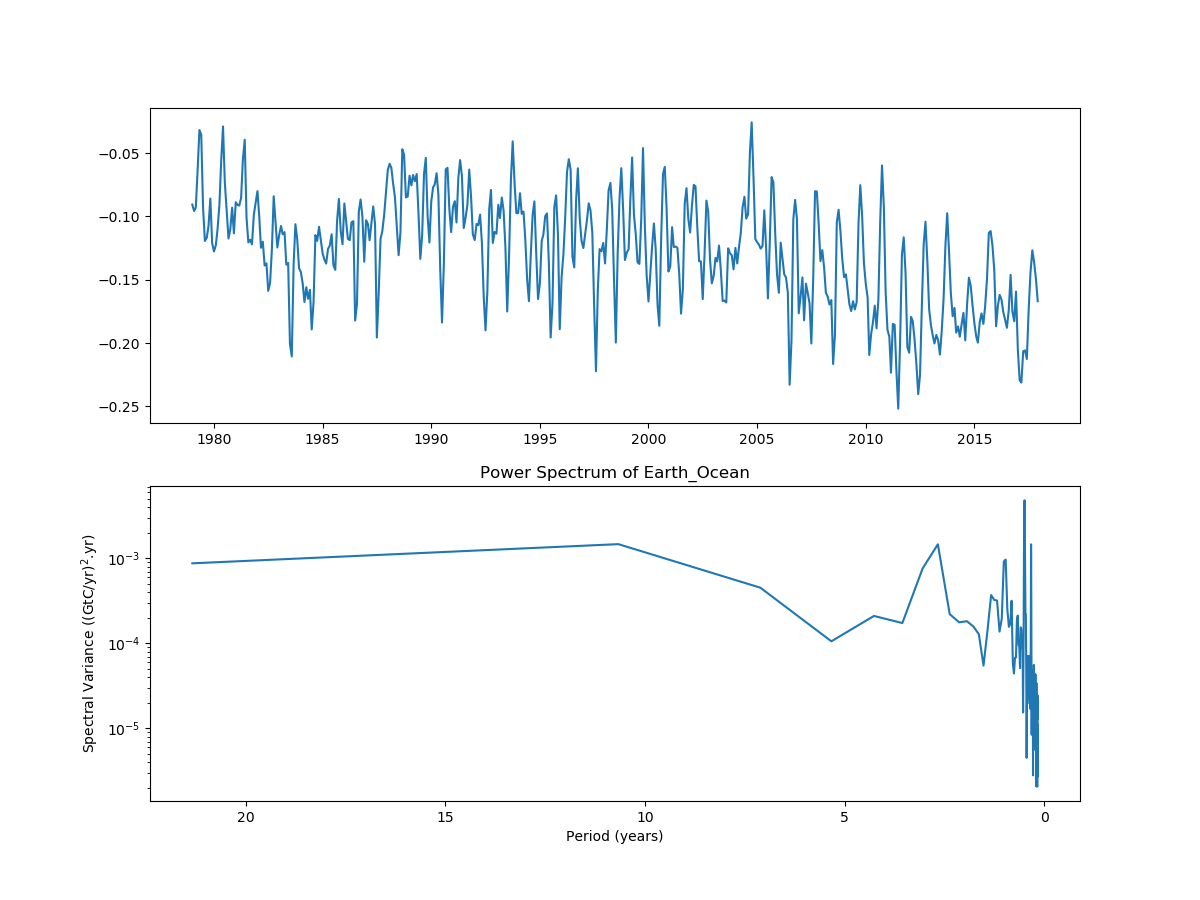 −0.05
−0.10
−0.15
−0.20
−0.25
1980 1985 1990 1995 2000 2005 2010 2015
Power Spectrum of Earth_Ocean
Spectral Variance ((GtC/yr)².yr)
10⁻³
10⁻⁴
10⁻⁵
20 15 10 5 0
Period (years)